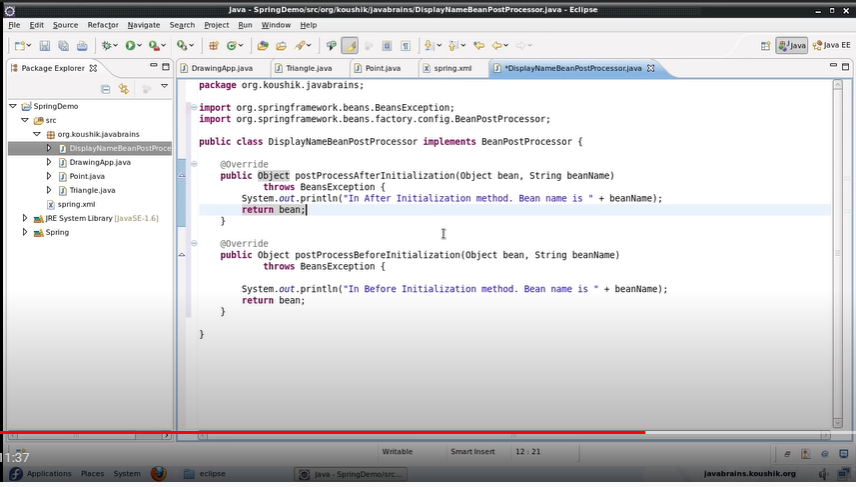 Java - SpringDemo/src/org/koushik/javabrains/DisplayNameBeanPostProcessor.java - Eclipse
File Edit Source Refactor Navigate Search Project Run Window Help
Java Java EE
Package Explorer
DrawingApp.java Triangle.java Point.java spring.xml *DisplayNameBeanPostProcessor.java
SpringDemo
src
org.koushik.javabrains
DisplayNameBeanPostProce
DrawingApp.java
Point.java
Triangle.java
spring.xml
JRE System Library [JavaSE-1.6]
Spring
package org.koushik.javabrains;
import org.springframework.beans.BeansException;
import org.springframework.beans.factory.config.BeanPostProcessor;
public class DisplayNameBeanPostProcessor implements BeanPostProcessor {
@Override
public Object postProcessAfterInitialization(Object bean, String beanName)
throws BeansException {
System.out.println("In After Initialization method. Bean name is " + beanName);
return bean;
}
@Override
public Object postProcessBeforeInitialization(Object bean, String beanName)
throws BeansException {
System.out.println("In Before Initialization method. Bean name is " + beanName);
return bean;
}
}
Writable Smart Insert 12 : 21
11:37
Applications Places System eclipse Java - SpringDemo/src... javabrains.koushik.org